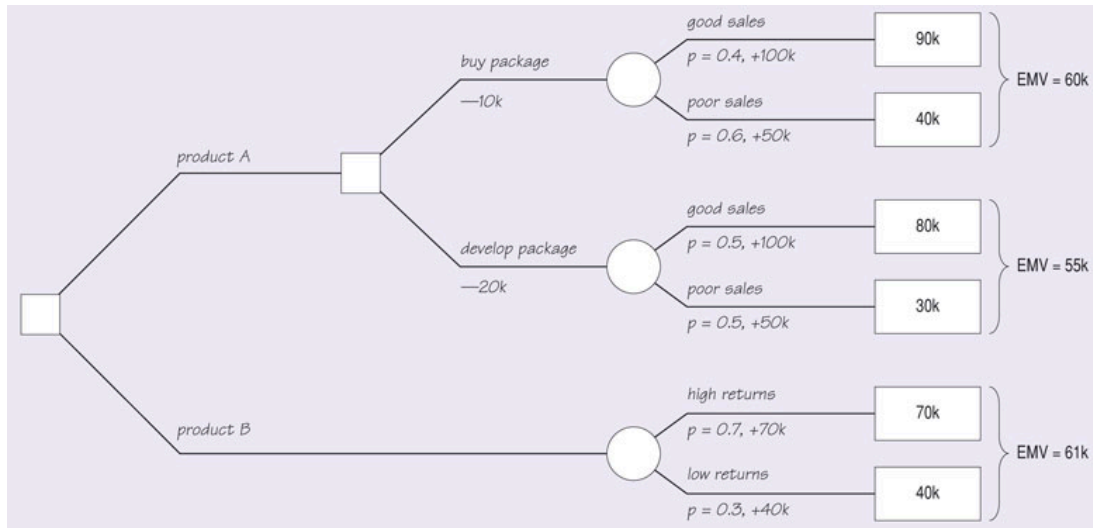 good sales
90k
p = 0.4, +100k
buy package
EMV = 60k
—10k
poor sales
40k
p = 0.6, +50k
product A
good sales
80k
p = 0.5, +100k
develop package
EMV = 55k
—20k
poor sales
30k
p = 0.5, +50k
high returns
70k
p = 0.7, +70k
product B
EMV = 61k
low returns
40k
p = 0.3, +40k